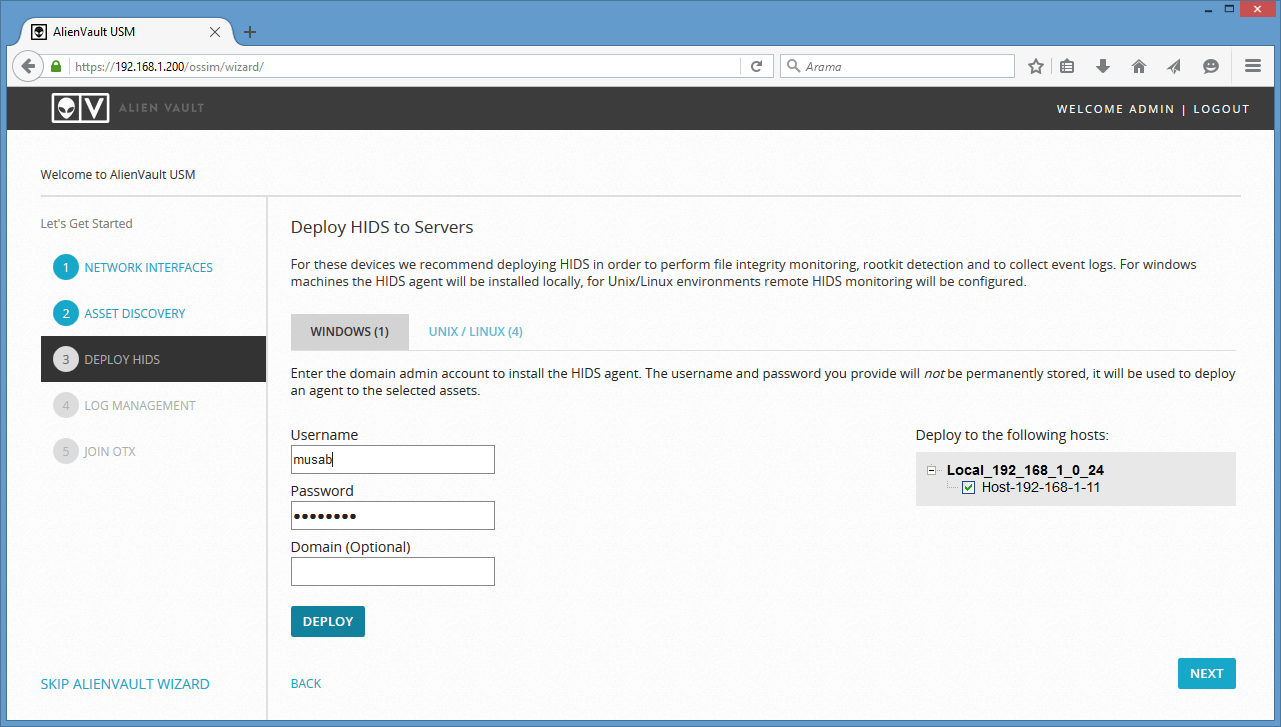 AlienVault USM
https://192.168.1.200/ossim/wizard/
Arama
ALIEN VAULT
WELCOME ADMIN | LOGOUT
Welcome to AlienVault USM
Let's Get Started
1 NETWORK INTERFACES
2 ASSET DISCOVERY
3 DEPLOY HIDS
4 LOG MANAGEMENT
5 JOIN OTX
SKIP ALIENVAULT WIZARD
Deploy HIDS to Servers
For these devices we recommend deploying HIDS in order to perform file integrity monitoring, rootkit detection and to collect event logs. For windows
machines the HIDS agent will be installed locally, for Unix/Linux environments remote HIDS monitoring will be configured.
WINDOWS (1) UNIX / LINUX (4)
Enter the domain admin account to install the HIDS agent. The username and password you provide will not be permanently stored, it will be used to deploy
an agent to the selected assets.
Username
musab
Password
••••••••
Domain (Optional)
DEPLOY
Deploy to the following hosts:
Local_192_168_1_0_24
Host-192-168-1-11
BACK
NEXT